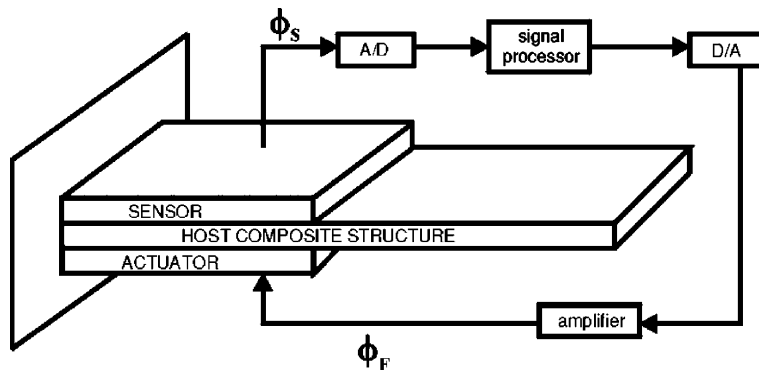 ϕS
A/D
signal
processor
D/A
SENSOR
HOST COMPOSITE STRUCTURE
ACTUATOR
amplifier
ϕF